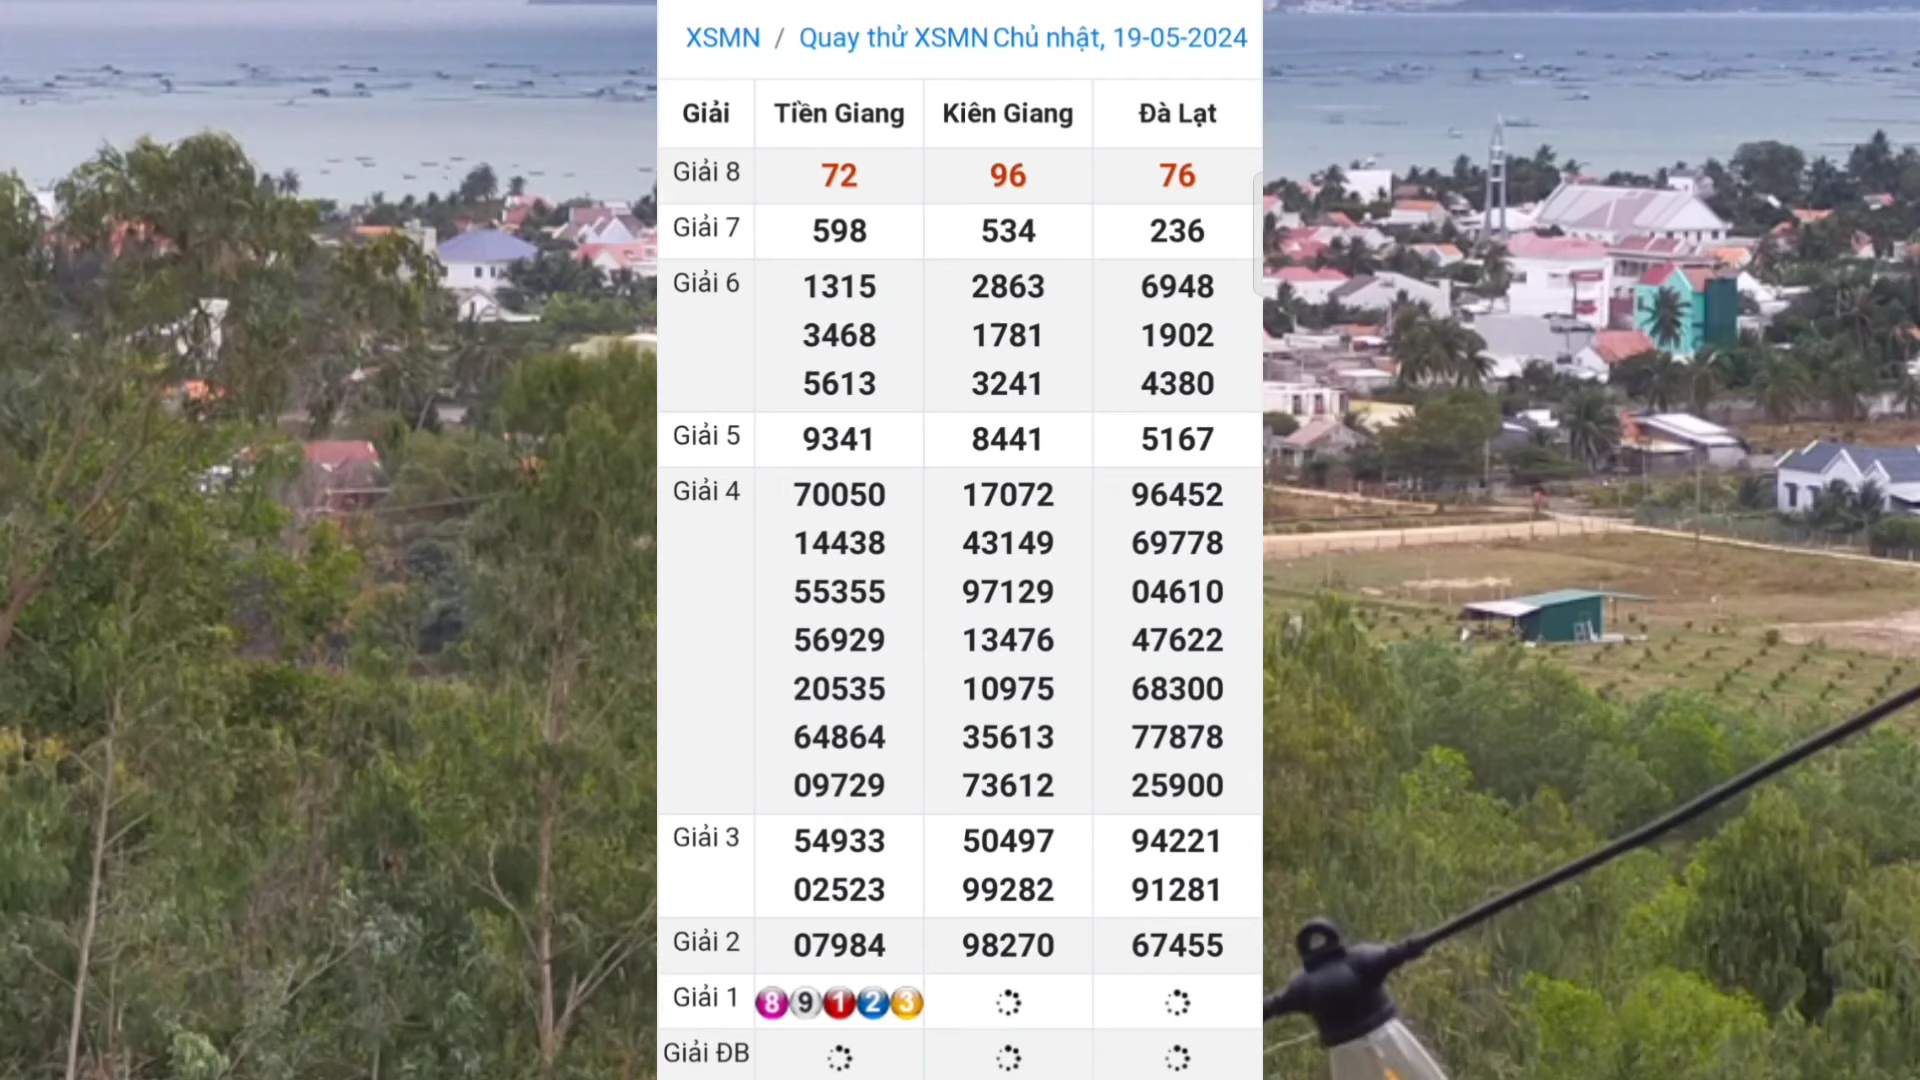 XSMN / Quay thử XSMN Chủ nhật, 19-05-2024
Giải Tiền Giang Kiên Giang Đà Lạt
Giải 8 72 96 76
Giải 7 598 534 236
Giải 6 1315 2863 6948
3468 1781 1902
5613 3241 4380
Giải 5 9341 8441 5167
Giải 4 70050 17072 96452
14438 43149 69778
55355 97129 04610
56929 13476 47622
20535 10975 68300
64864 35613 77878
09729 73612 25900
Giải 3 54933 50497 94221
02523 99282 91281
Giải 2 07984 98270 67455
Giải 1 8 9 1 2 3
Giải ĐB